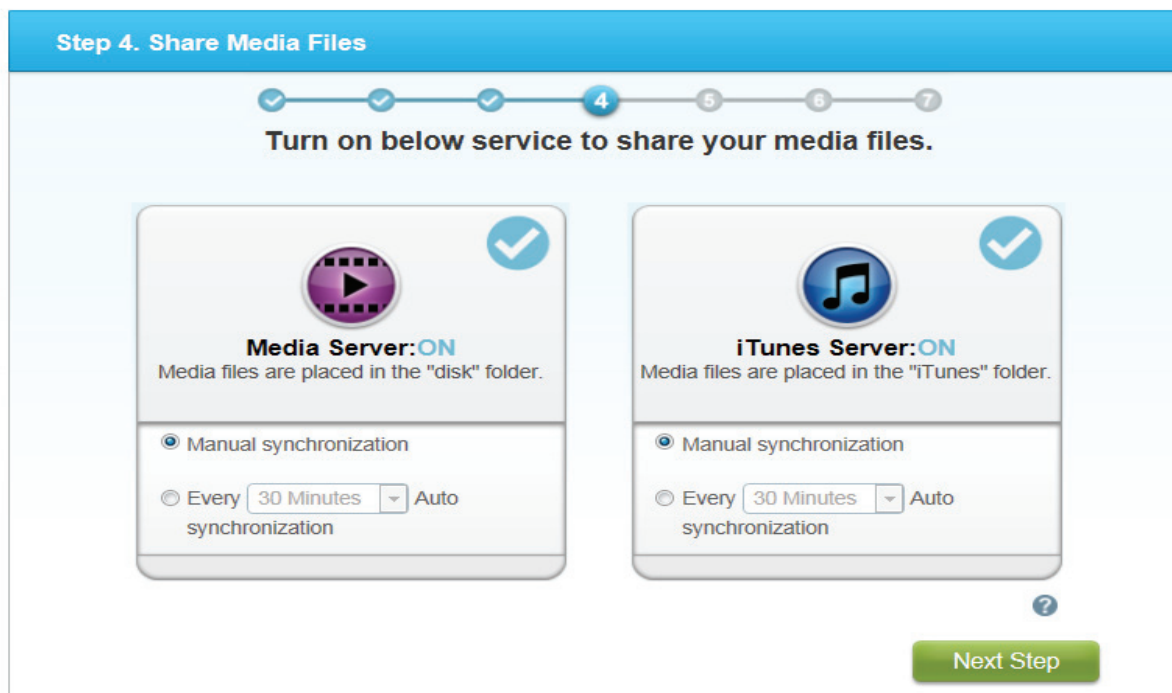 Step 4. Share Media Files
4 5 6 7
Turn on below service to share your media files.
Media Server:ON
Media files are placed in the "disk" folder.
Manual synchronization
Every 30 Minutes Auto
synchronization
iTunes Server:ON
Media files are placed in the "iTunes" folder.
Manual synchronization
Every 30 Minutes Auto
synchronization
?
Next Step